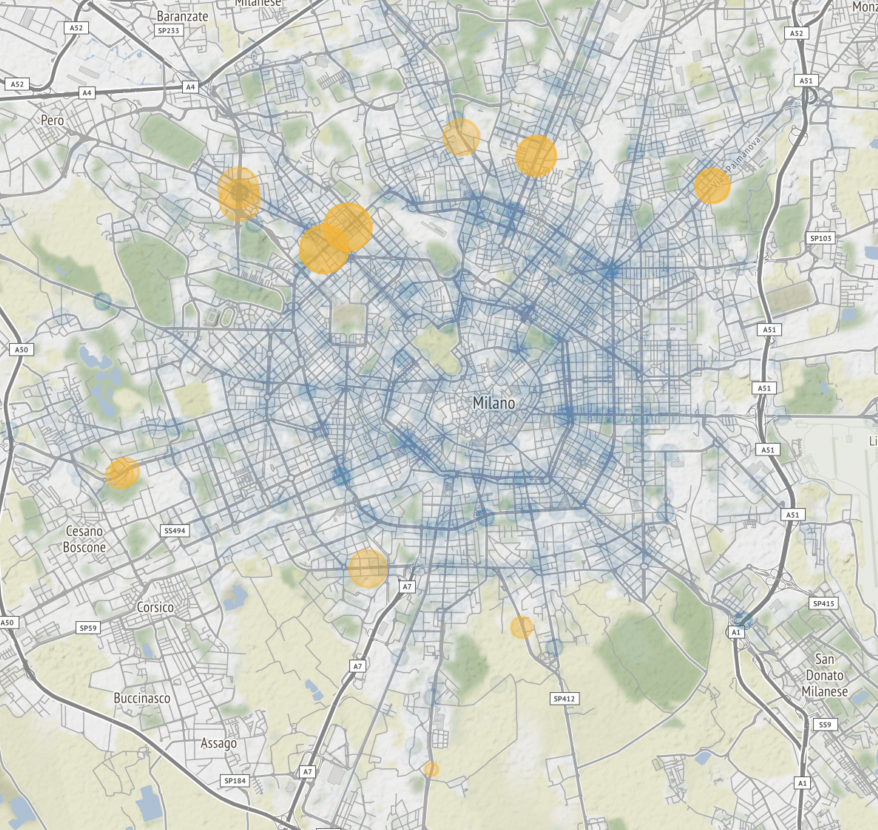 Milanese
Baranzate
Monz
SP233
A52
A52
A52
A4
A4
A51
Pero
Palmanova
SP103
A50
A51
A51
Milano
A51
Li
A51
Cesano
Boscone
SS494
A7
Corsico
SP415
A50
SP59
A1
San
Donato
Milanese
A7
Buccinasco
SP412
SS9
Assago
A7
SP184
A1